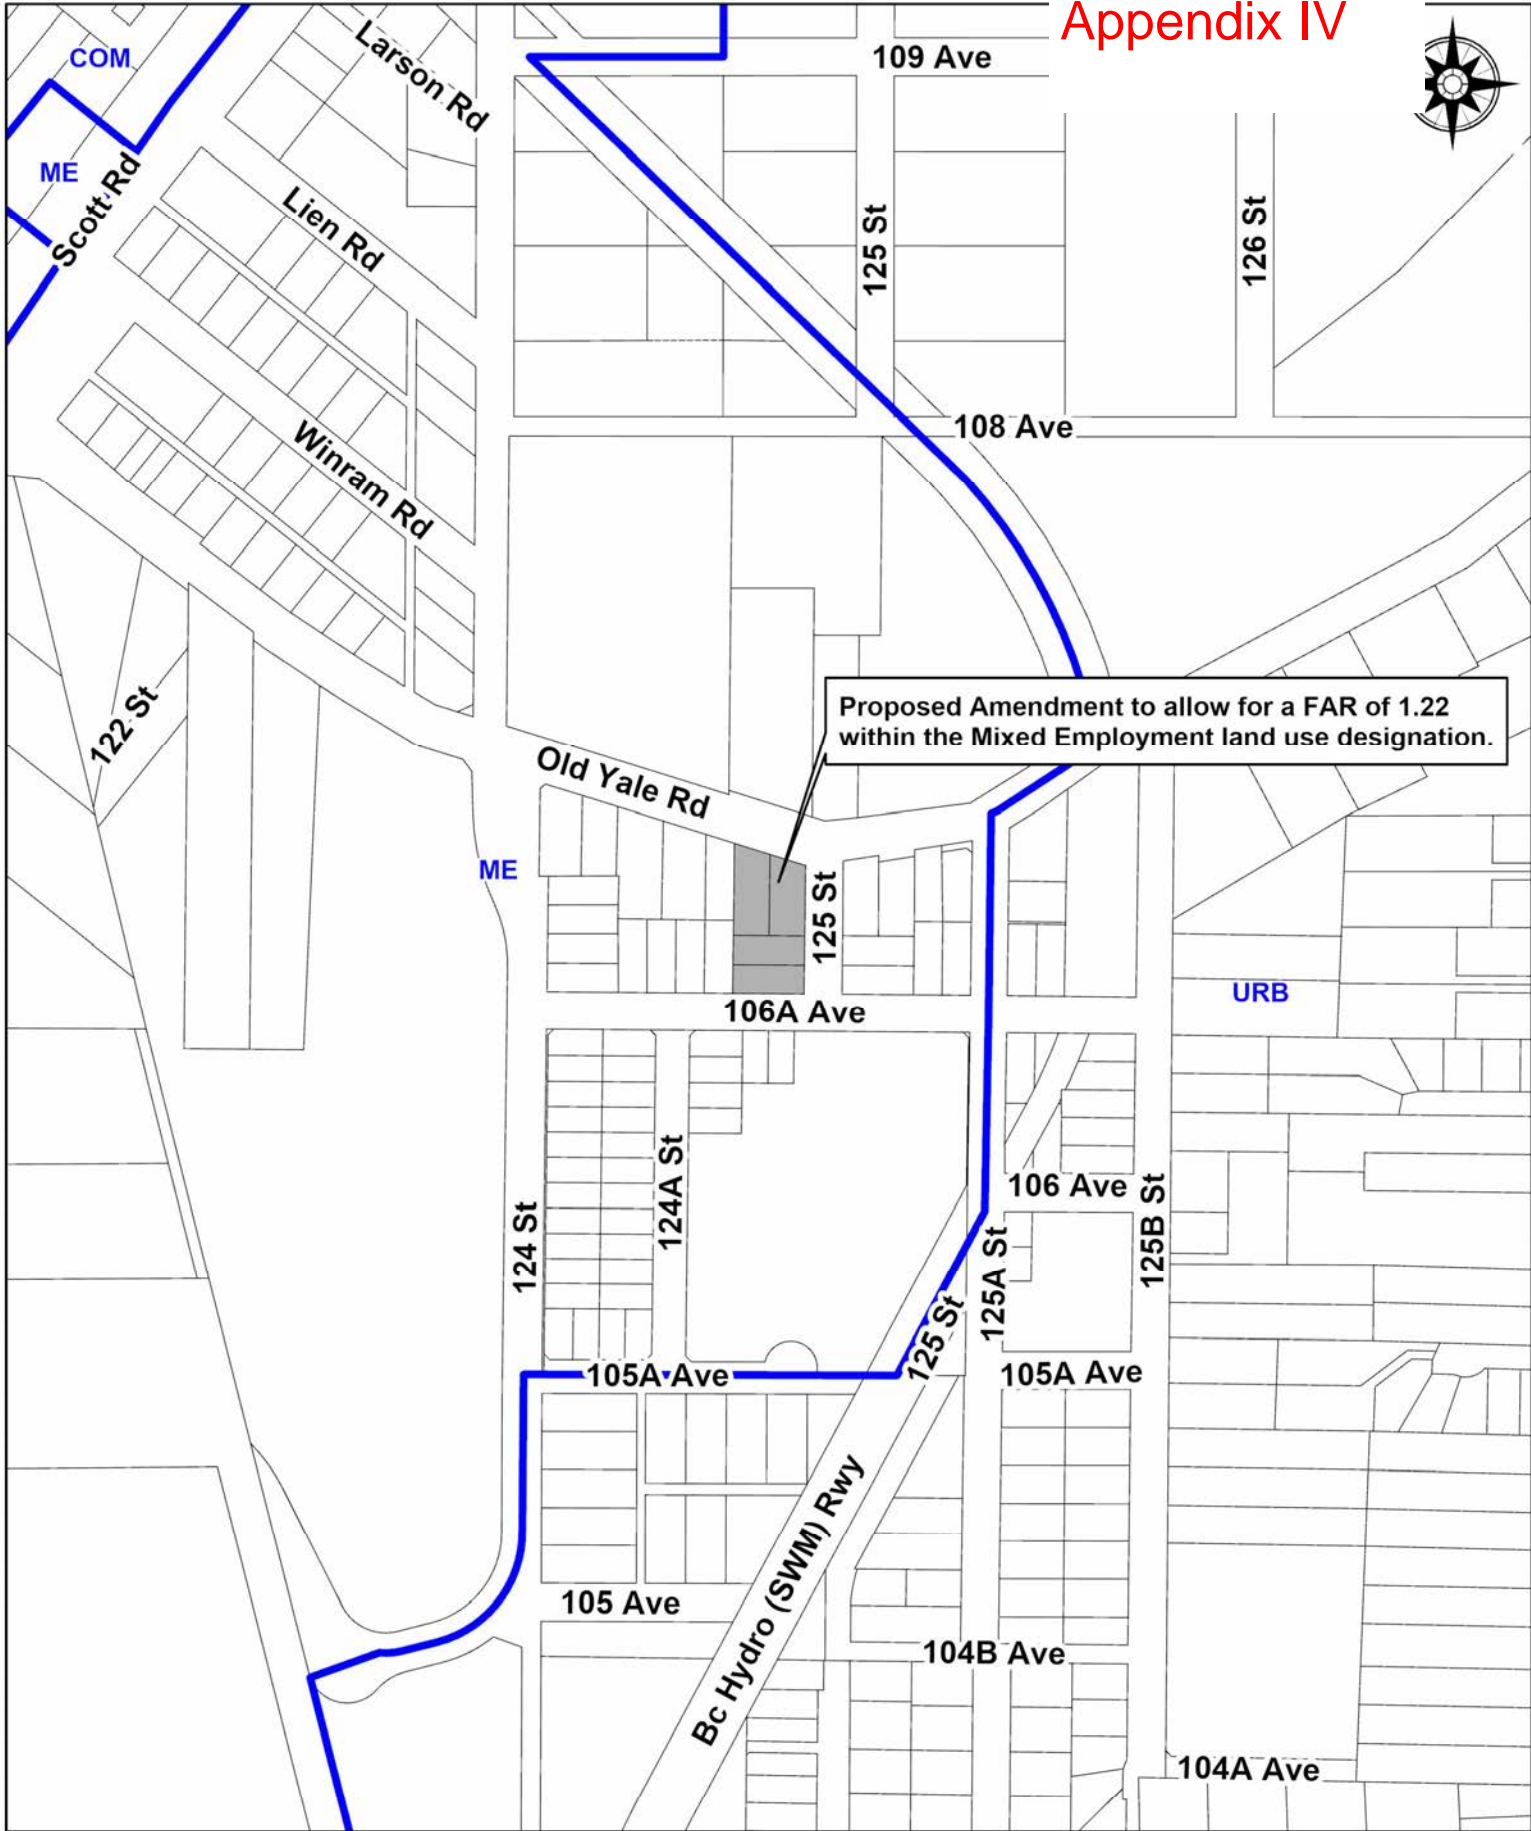 Appendix IV
COM
Larson Rd
109 Ave
ME
Scott Rd
Lien Rd
125 St
126 St
Winram Rd
108 Ave
122 St
Proposed Amendment to allow for a FAR of 1.22
within the Mixed Employment land use designation.
Old Yale Rd
ME
125 St
106A Ave
URB
124 St
124A St
106 Ave
125B St
125A St
125 St
105A Ave
105A Ave
Bc Hydro (SWM) Rwy
105 Ave
104B Ave
104A Ave